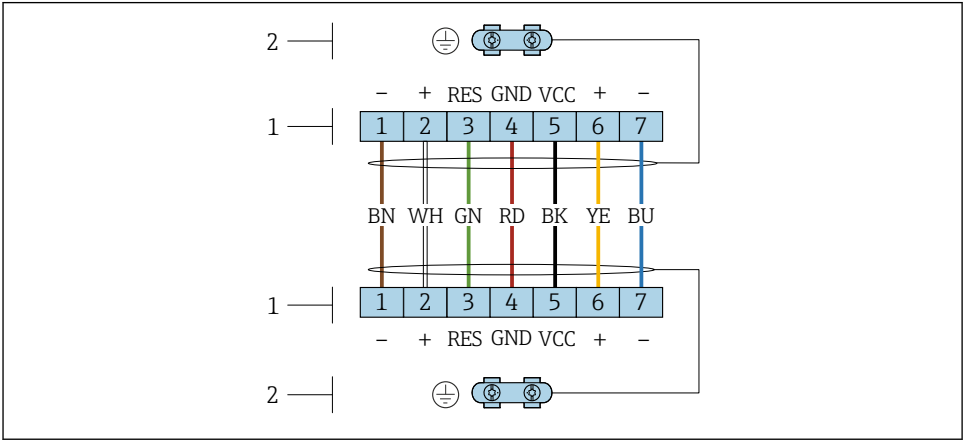 2
− + RES GND VCC + −
1 1 2 3 4 5 6 7
BN WH GN RD BK YE BU
1 1 2 3 4 5 6 7
− + RES GND VCC + −
2